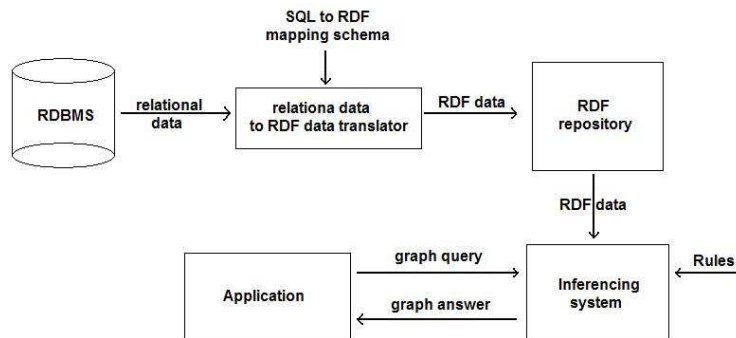 SQL to RDF
mapping schema
RDBMS
relational
data
relationa data
to RDF data translator
RDF data
RDF
repository
RDF data
Application
graph query
graph answer
Inferencing
system
Rules